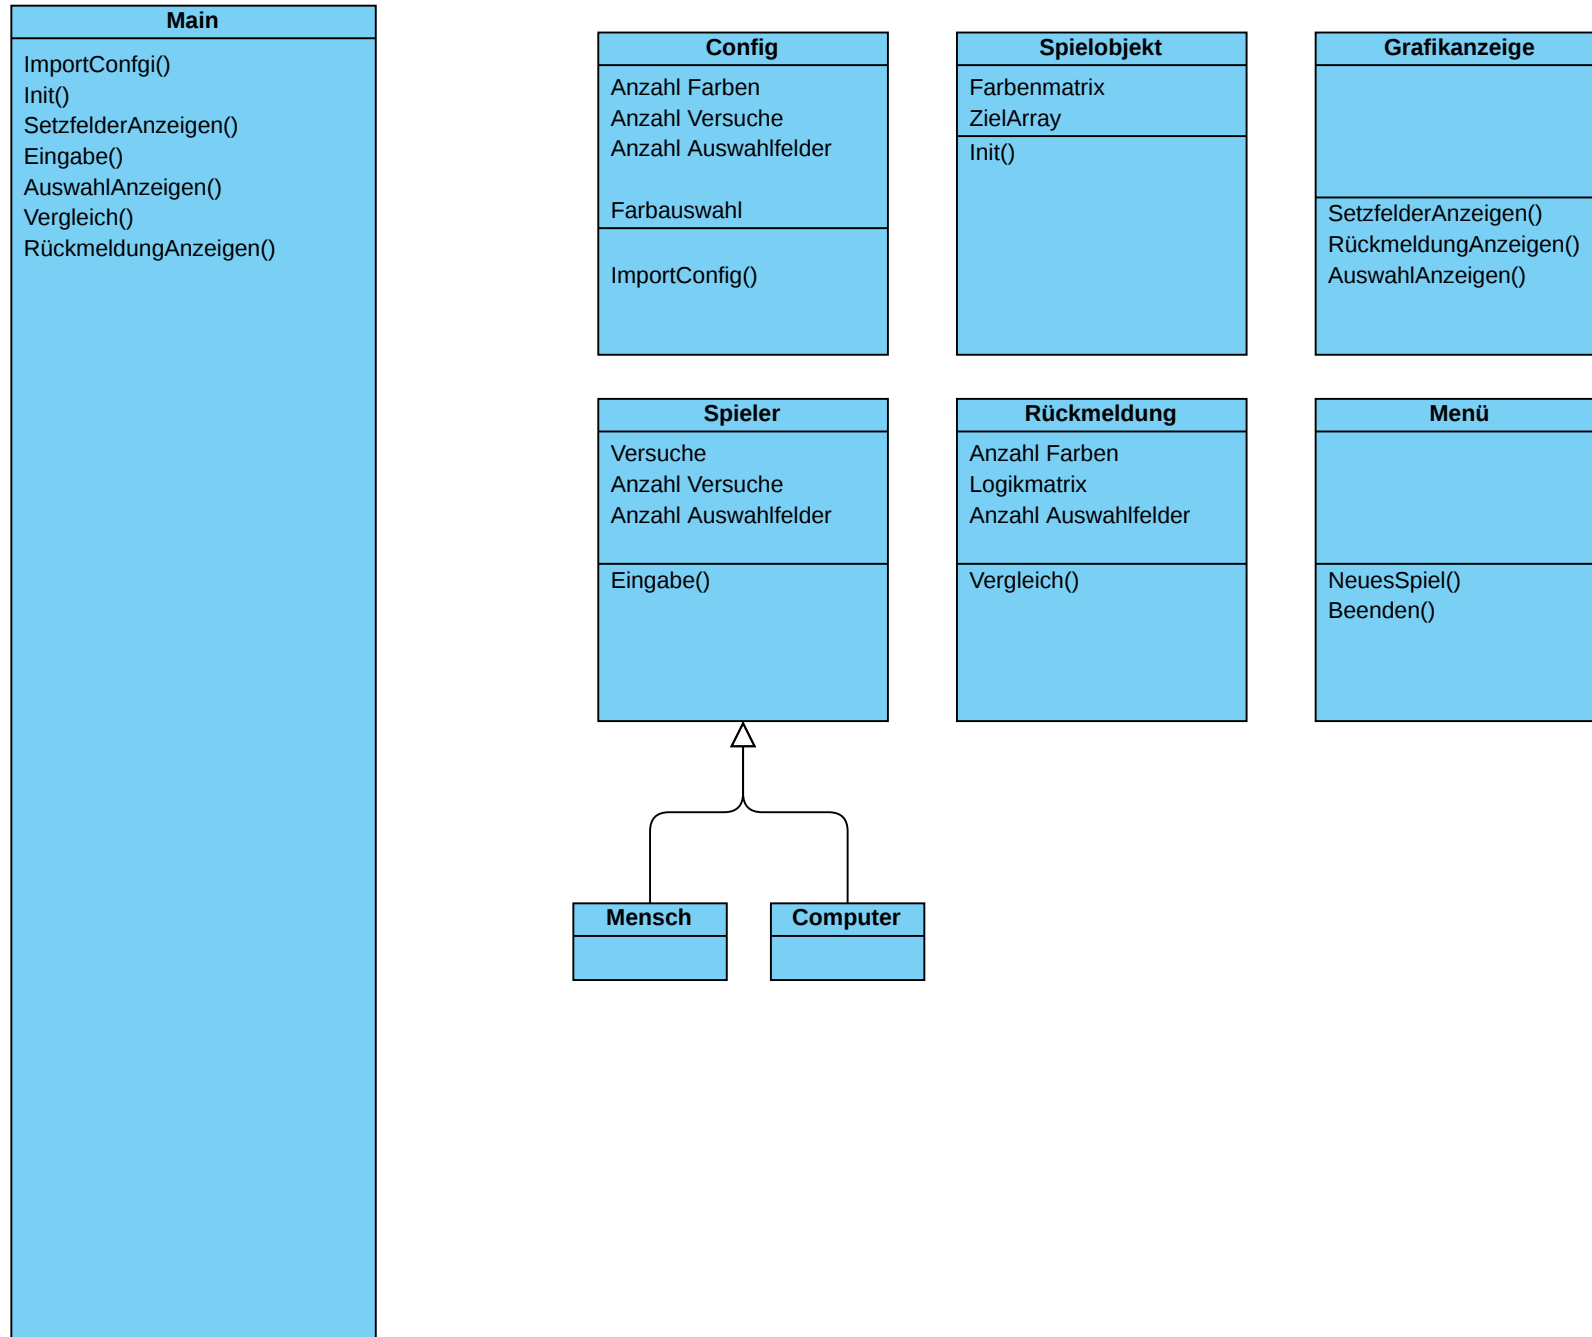 Main
ImportConfgi()
Init()
SetzfelderAnzeigen()
Eingabe()
AuswahlAnzeigen()
Vergleich()
RückmeldungAnzeigen()
Config
Anzahl Farben
Anzahl Versuche
Anzahl Auswahlfelder
Farbauswahl
ImportConfig()
Spielobjekt
Farbenmatrix
ZielArray
Init()
Grafikanzeige
SetzfelderAnzeigen()
RückmeldungAnzeigen()
AuswahlAnzeigen()
Spieler
Versuche
Anzahl Versuche
Anzahl Auswahlfelder
Eingabe()
Rückmeldung
Anzahl Farben
Logikmatrix
Anzahl Auswahlfelder
Vergleich()
Menü
NeuesSpiel()
Beenden()
Mensch
Computer